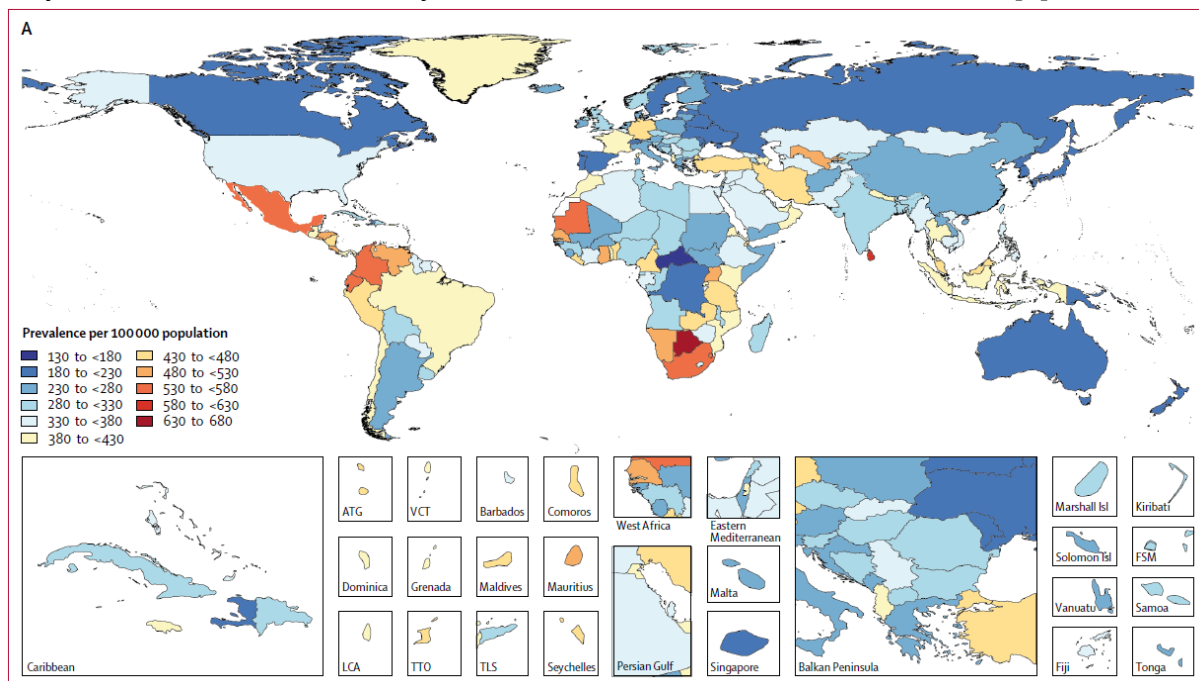 A
Prevalence per 100 000 population
130 to <180
180 to <230
230 to <280
280 to <330
330 to <380
380 to <430
430 to <480
480 to <530
530 to <580
580 to <630
630 to 680
Caribbean
ATG
VCT
Barbados
Comoros
Dominica
Grenada
Maldives
Mauritius
LCA
TTO
TLS
Seychelles
West Africa
Eastern
Mediterranean
Persian Gulf
Malta
Singapore
Balkan Peninsula
Marshall Isl
Kiribati
Solomon Isl
FSM
Vanuatu
Samoa
Fiji
Tonga